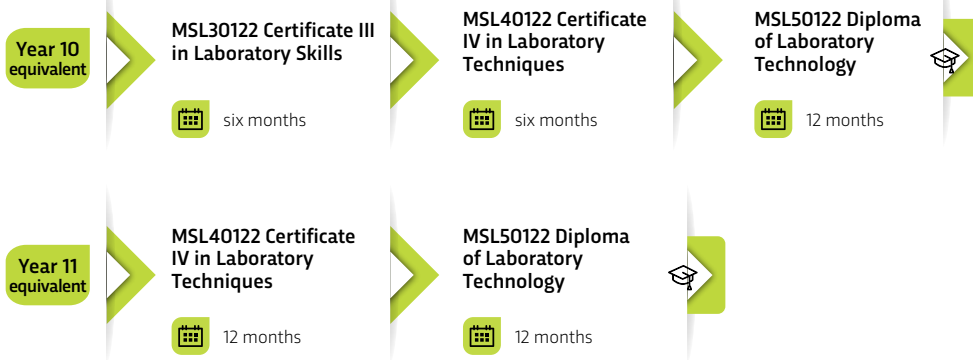 Year 10
equivalent
MSL30122 Certificate III
in Laboratory Skills
six months
MSL40122 Certificate
IV in Laboratory
Techniques
six months
MSL50122 Diploma
of Laboratory
Technology
12 months
Year 11
equivalent
MSL40122 Certificate
IV in Laboratory
Techniques
12 months
MSL50122 Diploma
of Laboratory
Technology
12 months